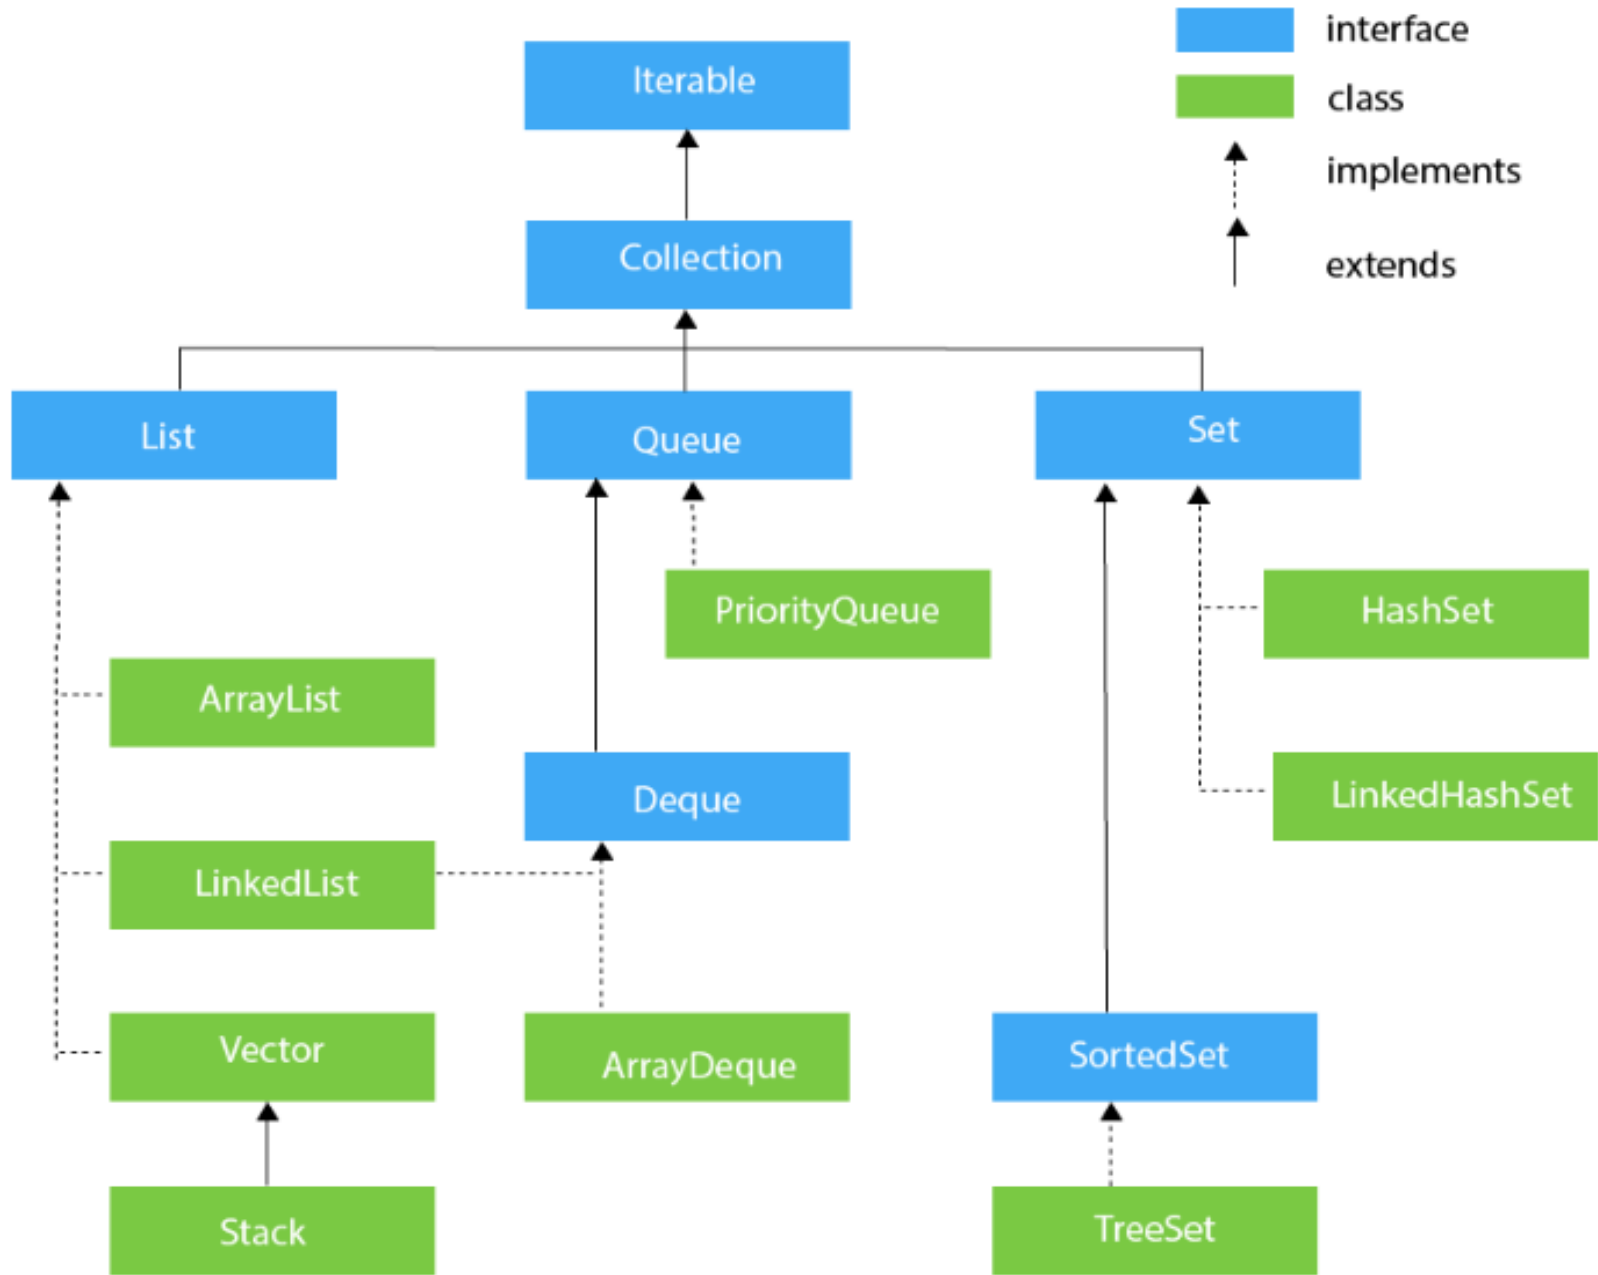 interface
class
implements
extends
Iterable
Collection
List
Queue
Set
PriorityQueue
HashSet
ArrayList
Deque
LinkedHashSet
LinkedList
Vector
ArrayDeque
SortedSet
Stack
TreeSet